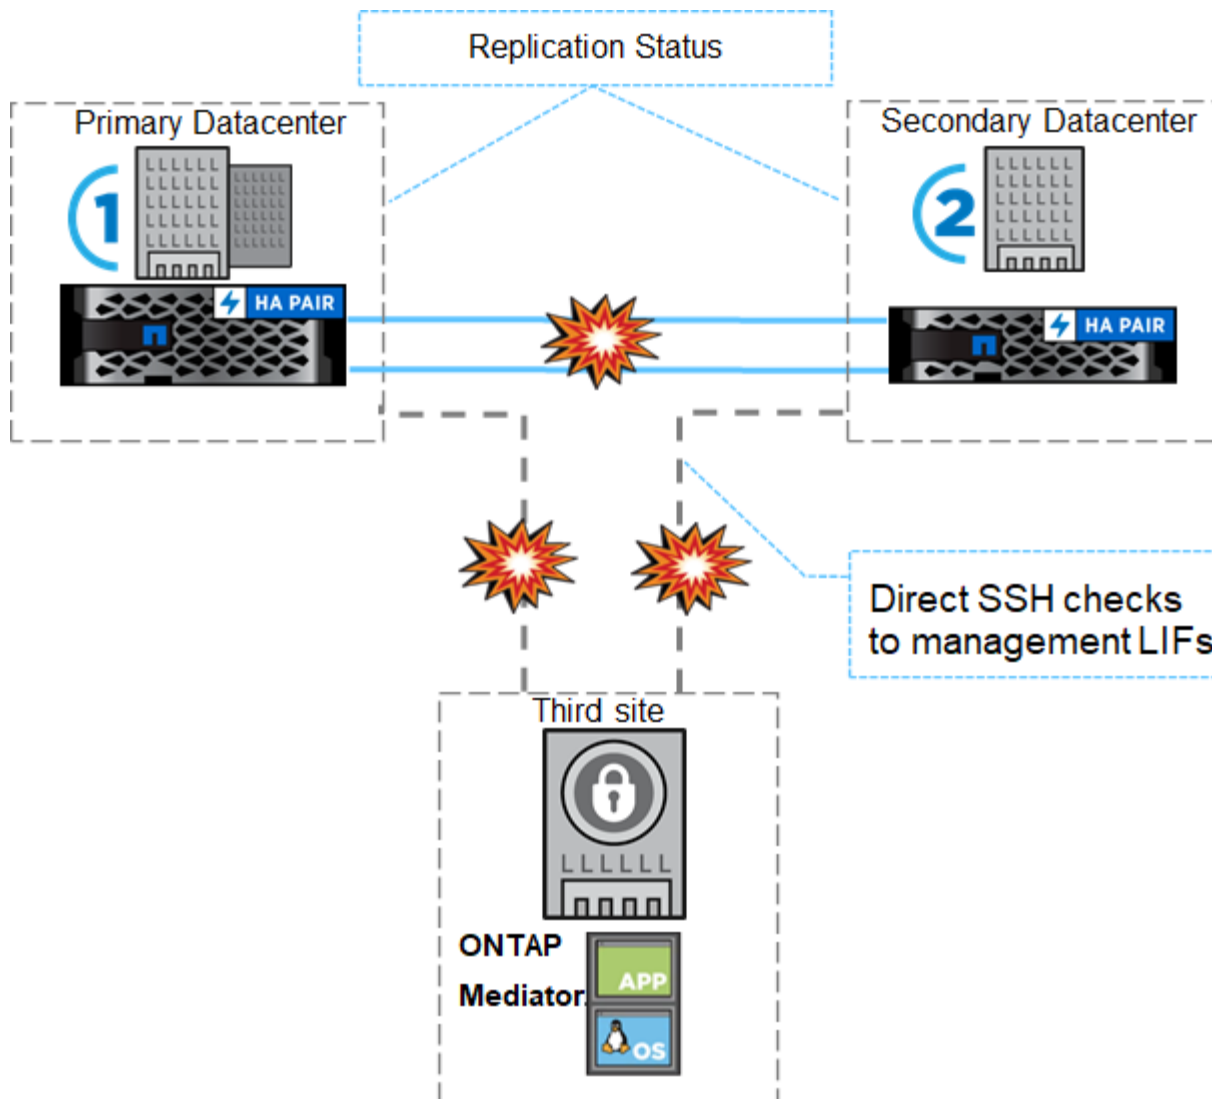 Replication Status
Primary Datacenter
Secondary Datacenter
1
2
HA PAIR
HA PAIR
Direct SSH checks
to management LIFs
Third site
LLLLLL
ONTAP
Mediator.
APP
OS